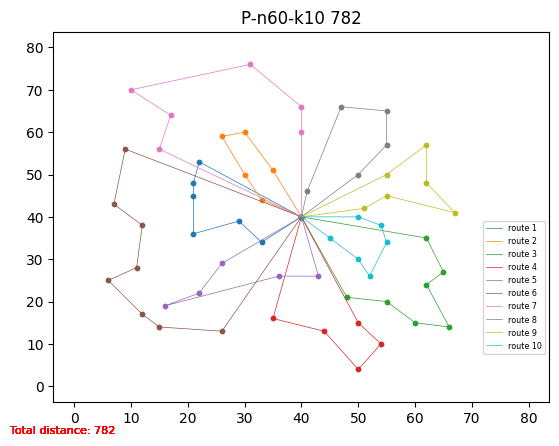 P-n60-k10 782
80
70
60
50
40
30
20
10
0
0 10 20 30 40 50 60 70 80
route 1
route 2
route 3
route 4
route 5
route 6
route 7
route 8
route 9
route 10
Total distance: 782